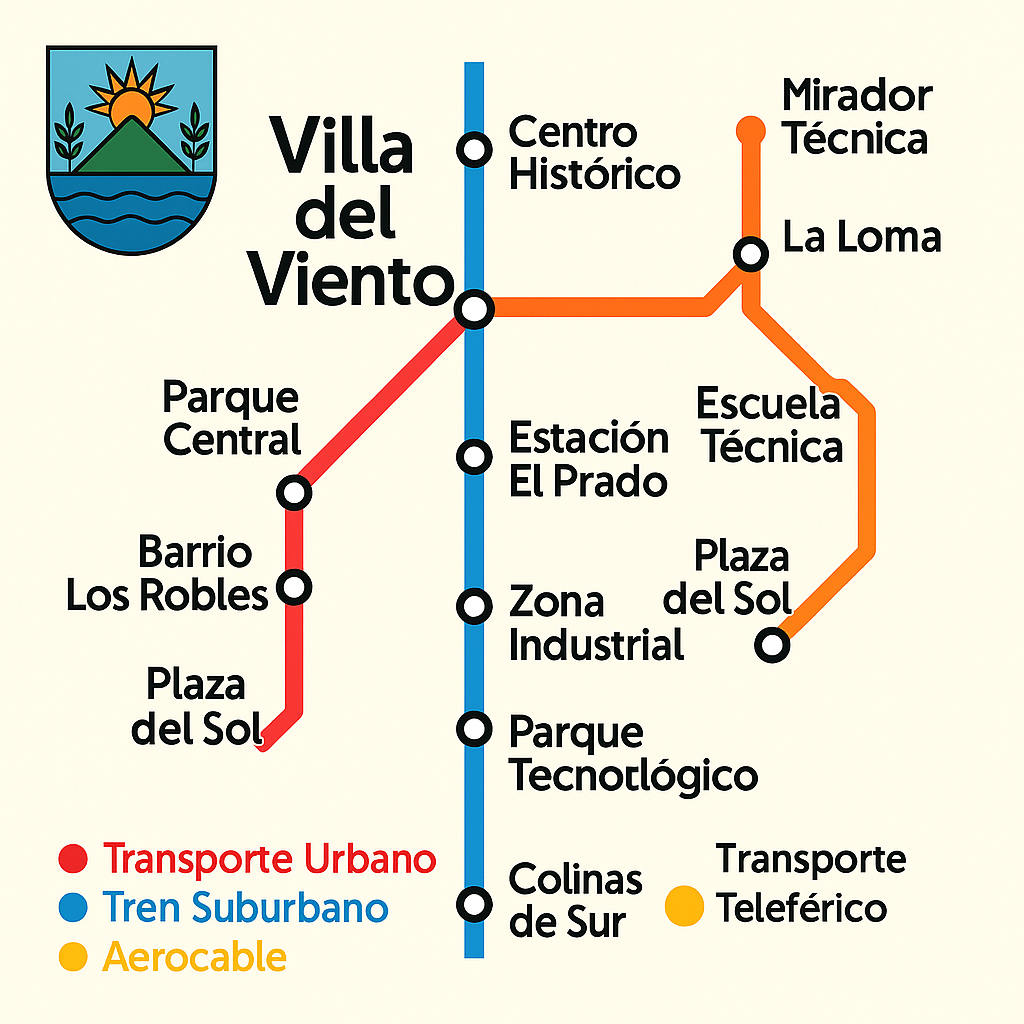 Villa
del
Viento
Centro
Histórico
Mirador
Técnica
La Loma
Parque
Central
Estación
El Prado
Escuela
Técnica
Barrio
Los Robles
Zona
Industrial
Plaza
del Sol
Plaza
del Sol
Parque
Tecnotlógico
Colinas
de Sur
Transporte Urbano
Tren Suburbano
Aerocable
Transporte
Teleférico